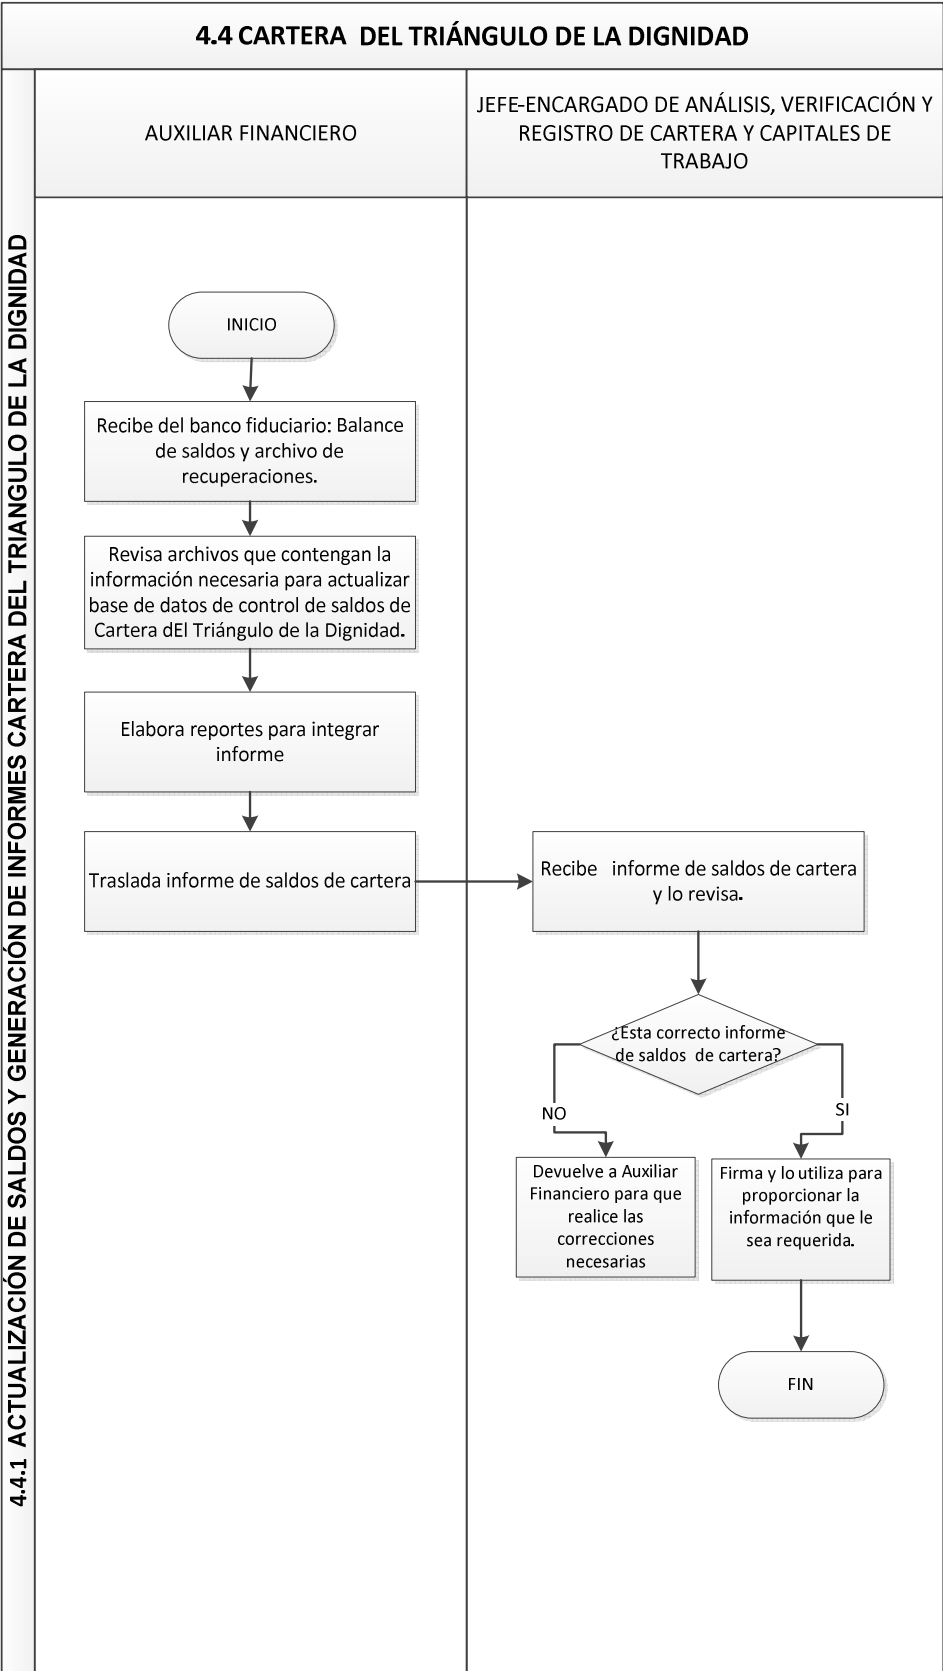 4.4 CARTERA DEL TRIÁNGULO DE LA DIGNIDAD
4.4.1 ACTUALIZACIÓN DE SALDOS Y GENERACIÓN DE INFORMES CARTERA DEL TRIANGULO DE LA DIGNIDAD
AUXILIAR FINANCIERO
JEFE-ENCARGADO DE ANÁLISIS, VERIFICACIÓN Y
REGISTRO DE CARTERA Y CAPITALES DE
TRABAJO
INICIO
Recibe del banco fiduciario: Balance
de saldos y archivo de
recuperaciones.
Revisa archivos que contengan la
información necesaria para actualizar
base de datos de control de saldos de
Cartera dEl Triángulo de la Dignidad.
Elabora reportes para integrar
informe
Traslada informe de saldos de cartera
Recibe informe de saldos de cartera
y lo revisa.
¿Esta correcto informe
de saldos de cartera?
NO
SI
Devuelve a Auxiliar
Financiero para que
realice las
correcciones
necesarias
Firma y lo utiliza para
proporcionar la
información que le
sea requerida.
FIN